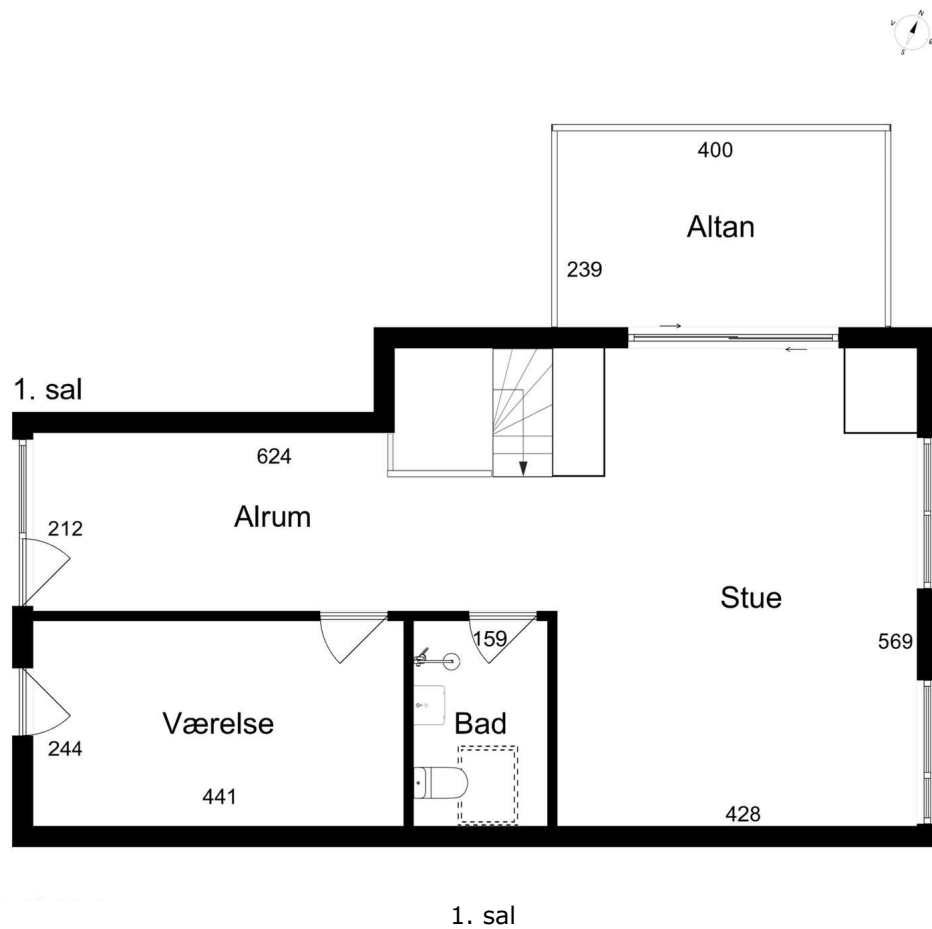 N
V
Ø
S
400
Altan
239
1. sal
624
Alrum
212
Stue
159
569
Værelse
Bad
244
441
428
1. sal